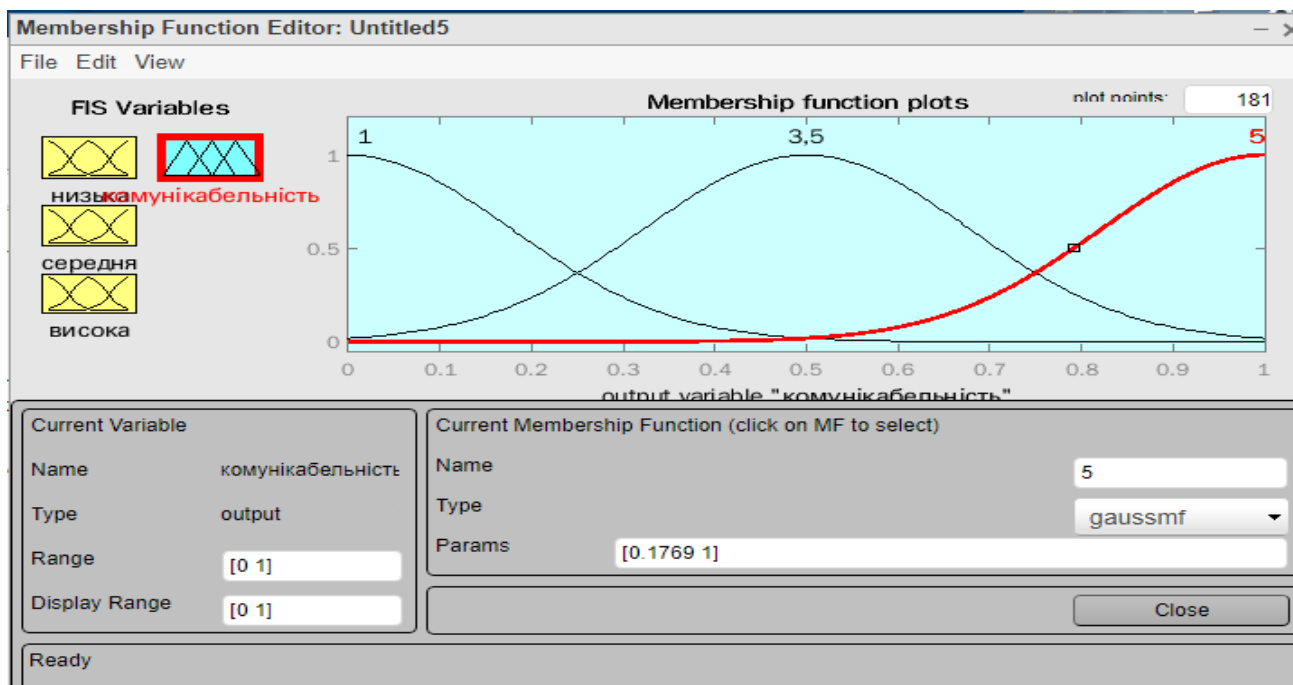 Membership Function Editor: Untitled5
File Edit View
FIS Variables
Membership function plots
plot points:
181
низька
комунікабельність
середня
висока
1
3,5
5
1
0.5
0
0 0.1 0.2 0.3 0.4 0.5 0.6 0.7 0.8 0.9 1
output variable "комунікабельність"
Current Variable
Name комунікабельність
Type output
Range [0 1]
Display Range [0 1]
Current Membership Function (click on MF to select)
Name 5
Type gaussmf
Params [0.1769 1]
Close
Ready